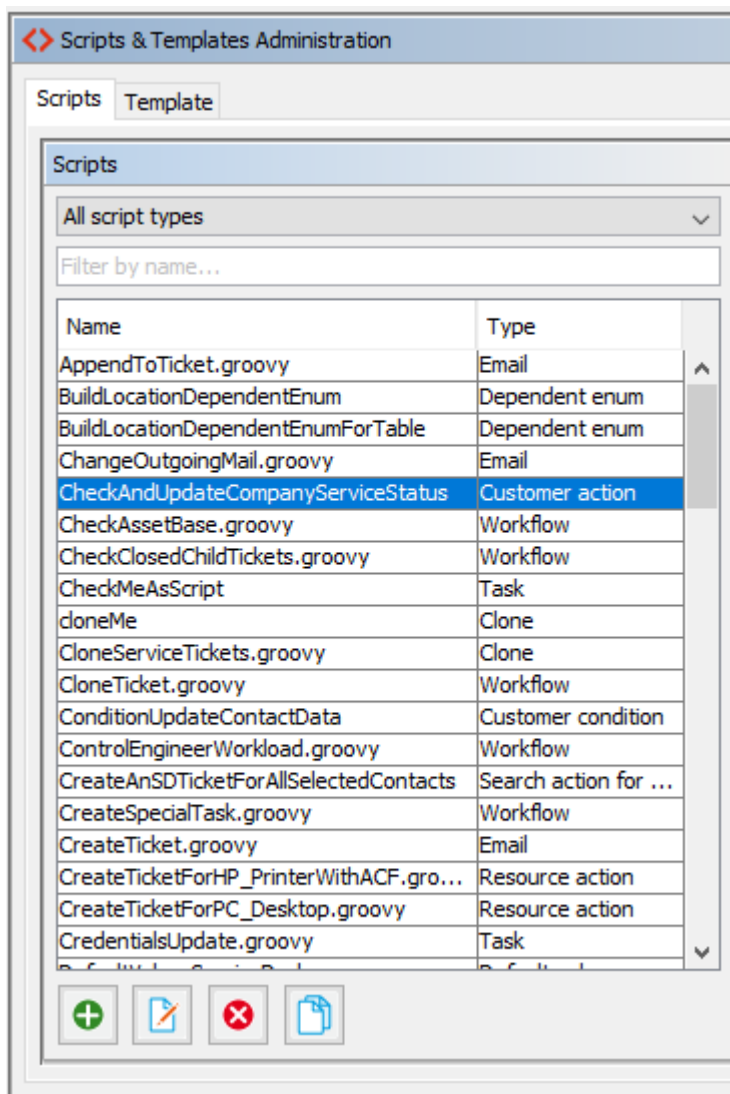 Scripts & Templates Administration
Scripts Template
Scripts
All script types
Filter by name...
Name Type
AppendToTicket.groovy Email
BuildLocationDependentEnum Dependent enum
BuildLocationDependentEnumForTable Dependent enum
ChangeOutgoingMail.groovy Email
CheckAndUpdateCompanyServiceStatus Customer action
CheckAssetBase.groovy Workflow
CheckClosedChildTickets.groovy Workflow
CheckMeAsScript Task
cloneMe Clone
CloneServiceTickets.groovy Clone
CloneTicket.groovy Workflow
ConditionUpdateContactData Customer condition
ControlEngineerWorkload.groovy Workflow
CreateAnSDTicketForAllSelectedContacts Search action for ...
CreateSpecialTask.groovy Workflow
CreateTicket.groovy Email
CreateTicketForHP_PrinterWithACF.gro... Resource action
CreateTicketForPC_Desktop.groovy Resource action
CredentialsUpdate.groovy Task